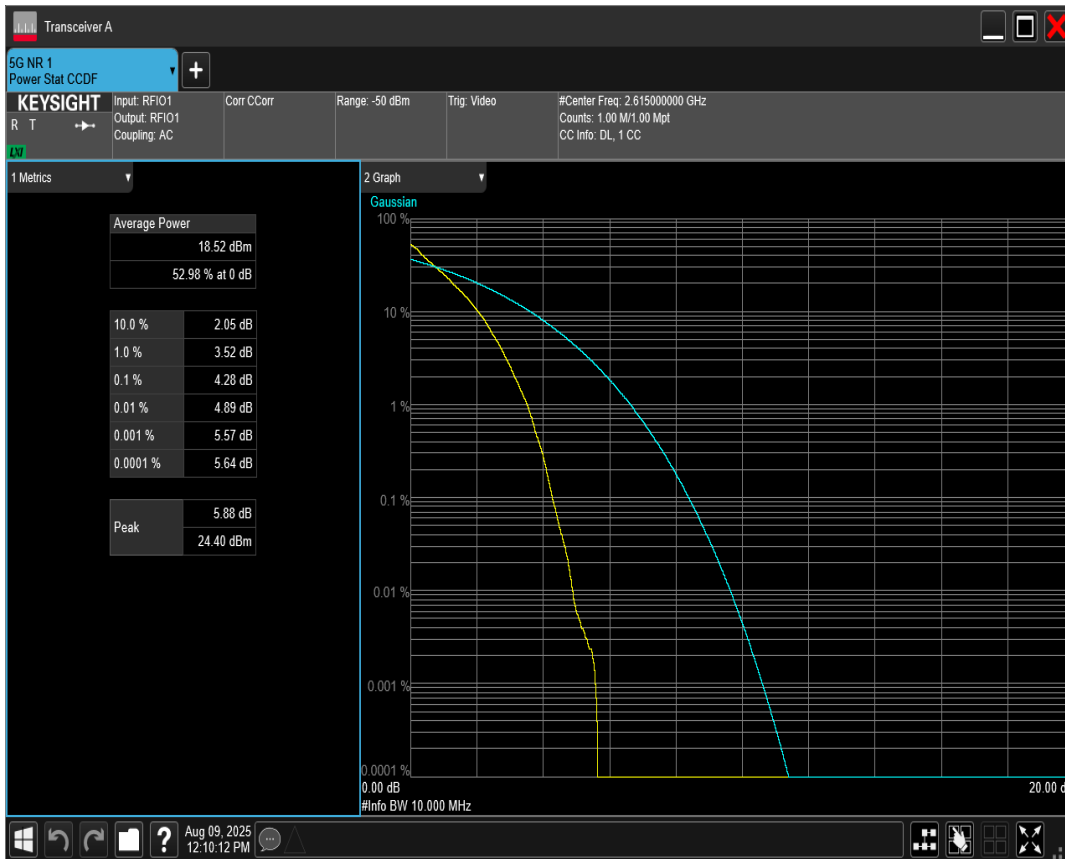 Transceiver A
5G NR 1
Power Stat CCDF
+
KEYSIGHT
R T
LXI
Input: RFIO1
Output: RFIO1
Coupling: AC
Corr CCorr
Range: -50 dBm
Trig: Video
#Center Freq: 2.615000000 GHz
Counts: 1.00 M/1.00 Mpt
CC Info: DL, 1 CC
1 Metrics
Average Power
18.52 dBm
52.98 % at 0 dB
10.0 % 2.05 dB
1.0 % 3.52 dB
0.1 % 4.28 dB
0.01 % 4.89 dB
0.001 % 5.57 dB
0.0001 % 5.64 dB
Peak
5.88 dB
24.40 dBm
2 Graph
Gaussian
100 %
10 %
1 %
0.1 %
0.01 %
0.001 %
0.0001 %
0.00 dB 20.00 d
#Info BW 10.000 MHz
?
Aug 09, 2025
12:10:12 PM